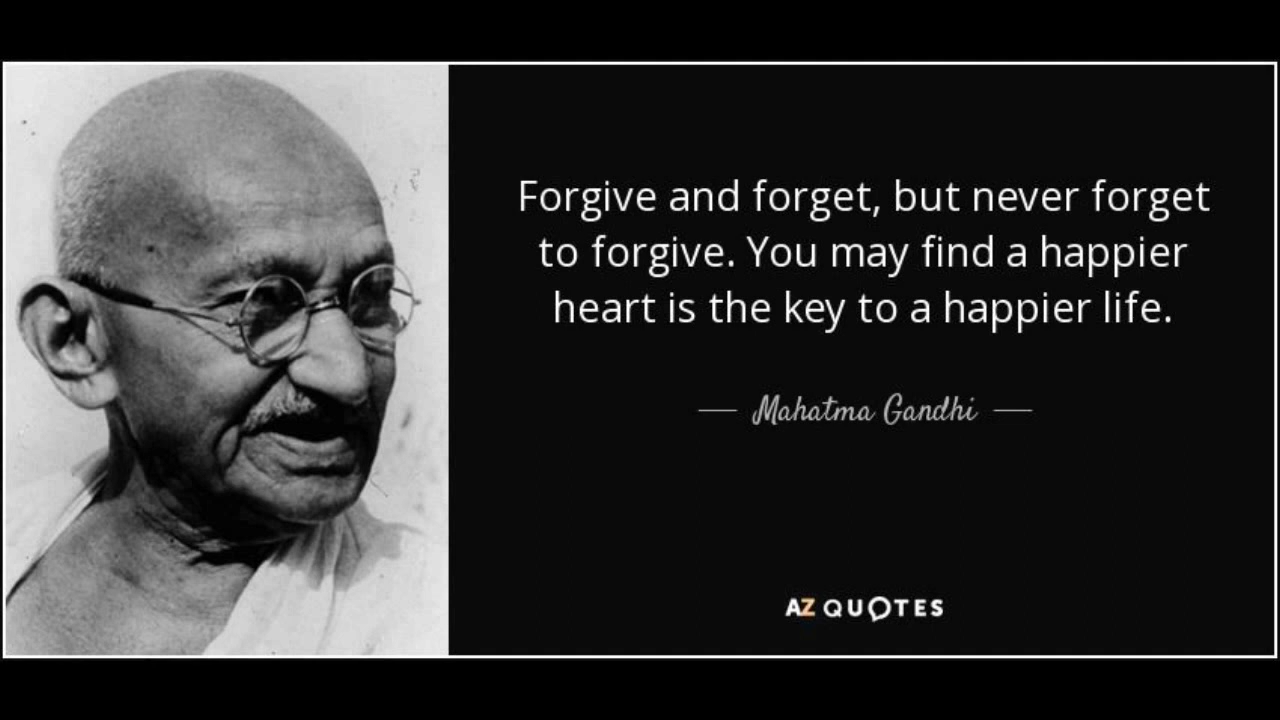 Forgive and forget, but never forget
to forgive. You may find a happier
heart is the key to a happier life.
Mahatma Gandhi
AZ QUOTES